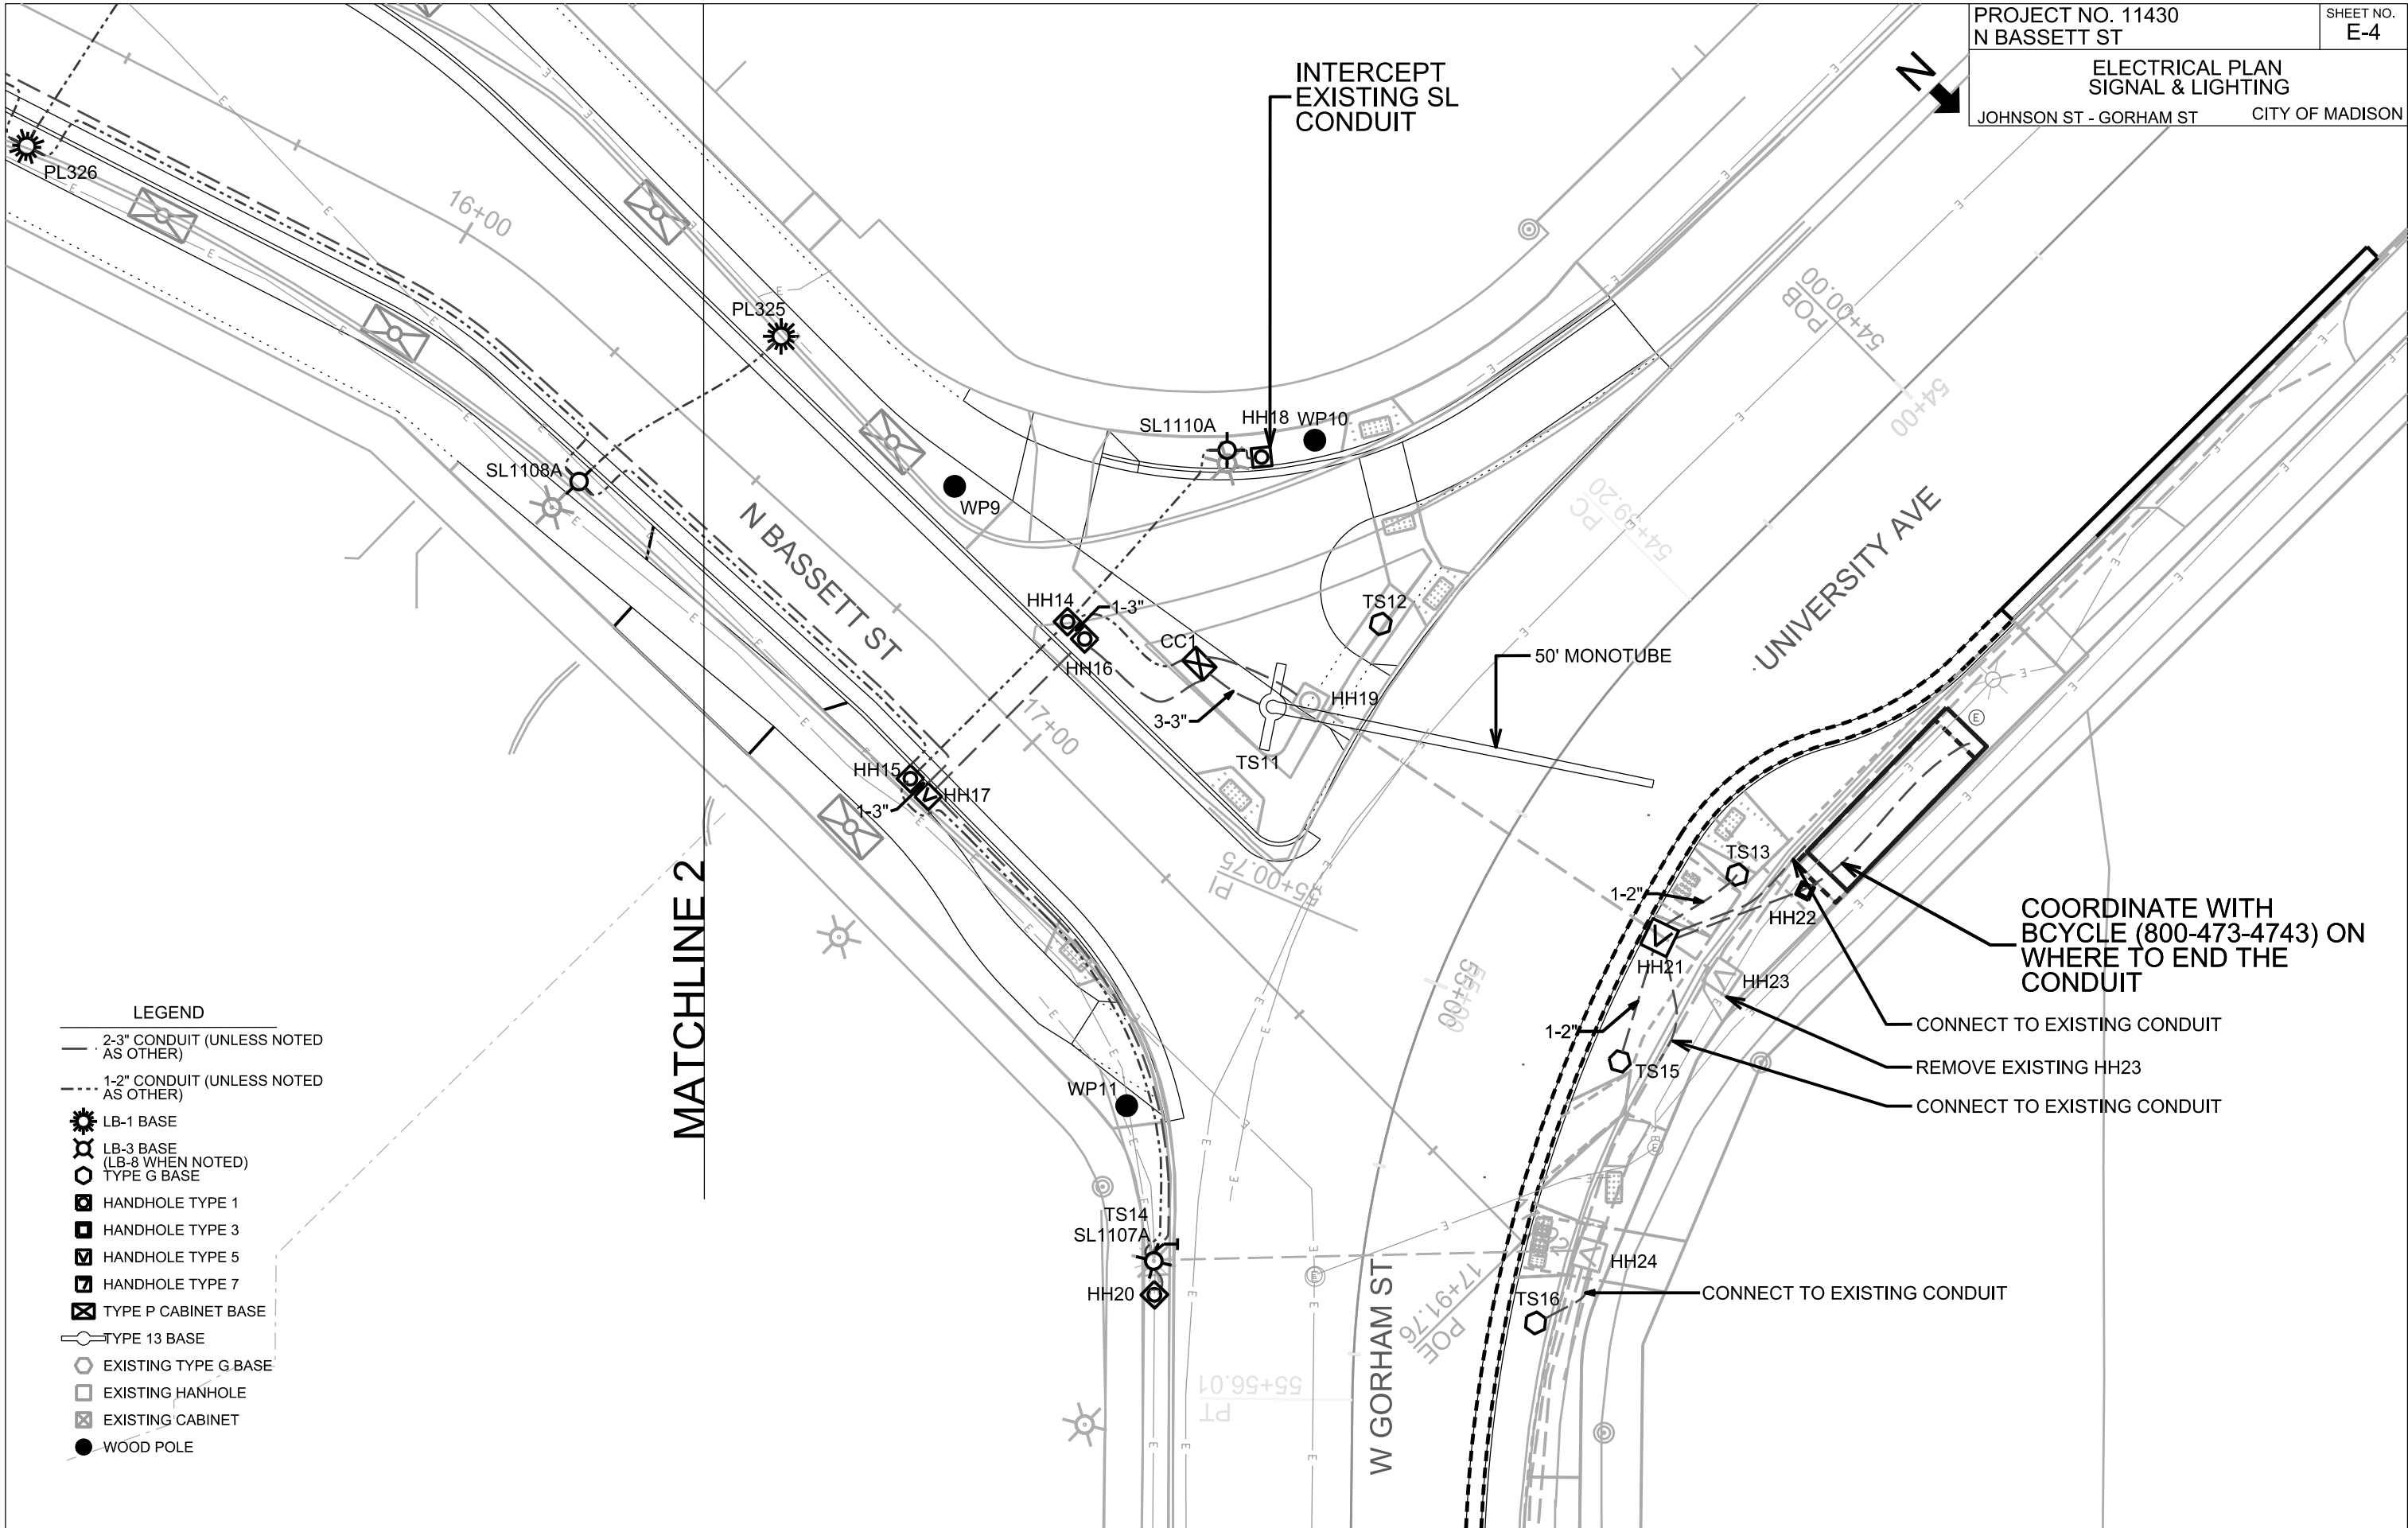 PROJECT NO. 11430
N BASSETT ST
SHEET NO.
E-4
ELECTRICAL PLAN
SIGNAL & LIGHTING
JOHNSON ST - GORHAM ST
CITY OF MADISON
N
INTERCEPT
EXISTING SL
CONDUIT
PL326
16+00
PL325
SL1108A
SL1110A
HH18
WP10
WP9
N BASSETT ST
54+00.00
POB
54+00
54+39.20
PC
UNIVERSITY AVE
HH14
1-3"
HH16
CC1
TS12
50' MONOTUBE
HH19
3-3"
TS11
17+00
HH15
HH17
1-3"
55+00.75
PI
TS13
1-2"
HH22
HH21
HH23
COORDINATE WITH
BCYCLE (800-473-4743) ON
WHERE TO END THE
CONDUIT
CONNECT TO EXISTING CONDUIT
REMOVE EXISTING HH23
CONNECT TO EXISTING CONDUIT
55+00
55+00
1-2"
TS15
MATCHLINE 2
WP11
TS14
SL1107A
HH20
HH24
CONNECT TO EXISTING CONDUIT
TS16
17+91.76
POE
W GORHAM ST
55+56.01
PT
LEGEND
2-3" CONDUIT (UNLESS NOTED
AS OTHER)
1-2" CONDUIT (UNLESS NOTED
AS OTHER)
LB-1 BASE
LB-3 BASE
(LB-8 WHEN NOTED)
TYPE G BASE
HANDHOLE TYPE 1
HANDHOLE TYPE 3
HANDHOLE TYPE 5
HANDHOLE TYPE 7
TYPE P CABINET BASE
TYPE 13 BASE
EXISTING TYPE G BASE
EXISTING HANHOLE
EXISTING CABINET
WOOD POLE